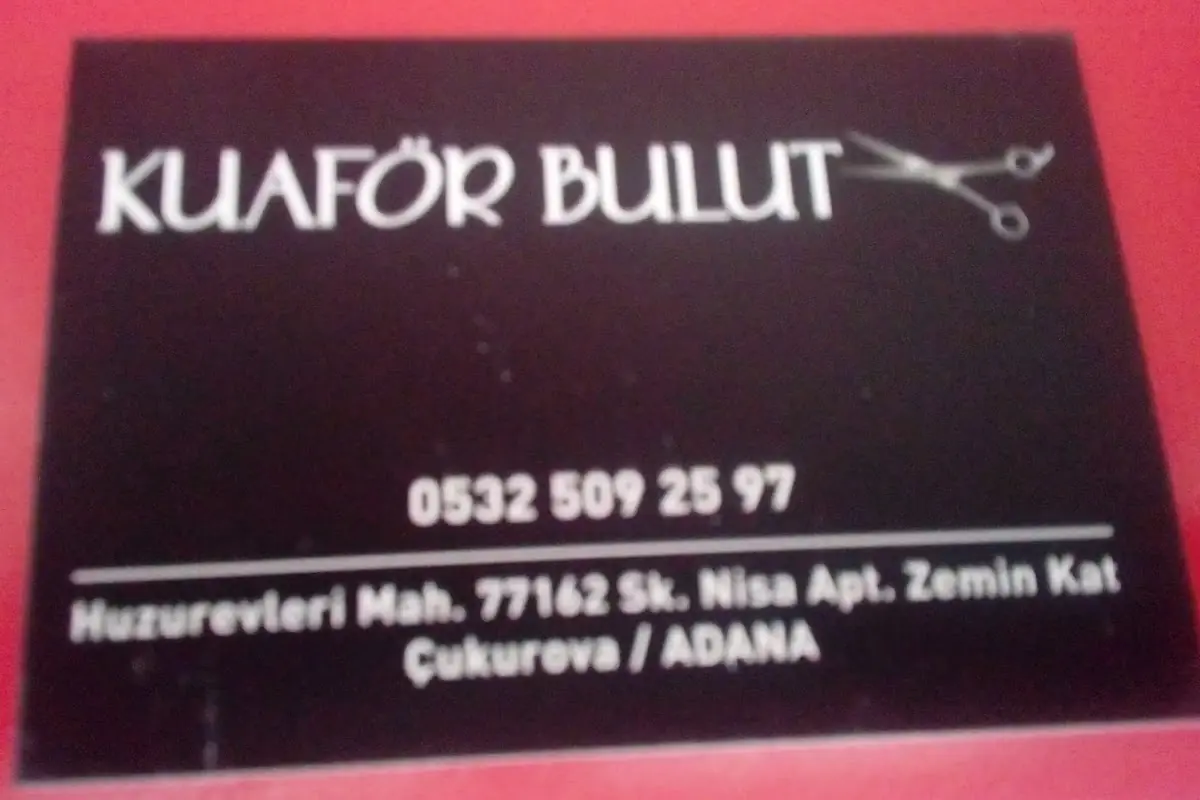 KUAFÖR BULUT
0532 509 25 97
Huzurevleri Mah. 77162 Sk. Nisa Apt. Zemin Kat
Çukurova / ADANA